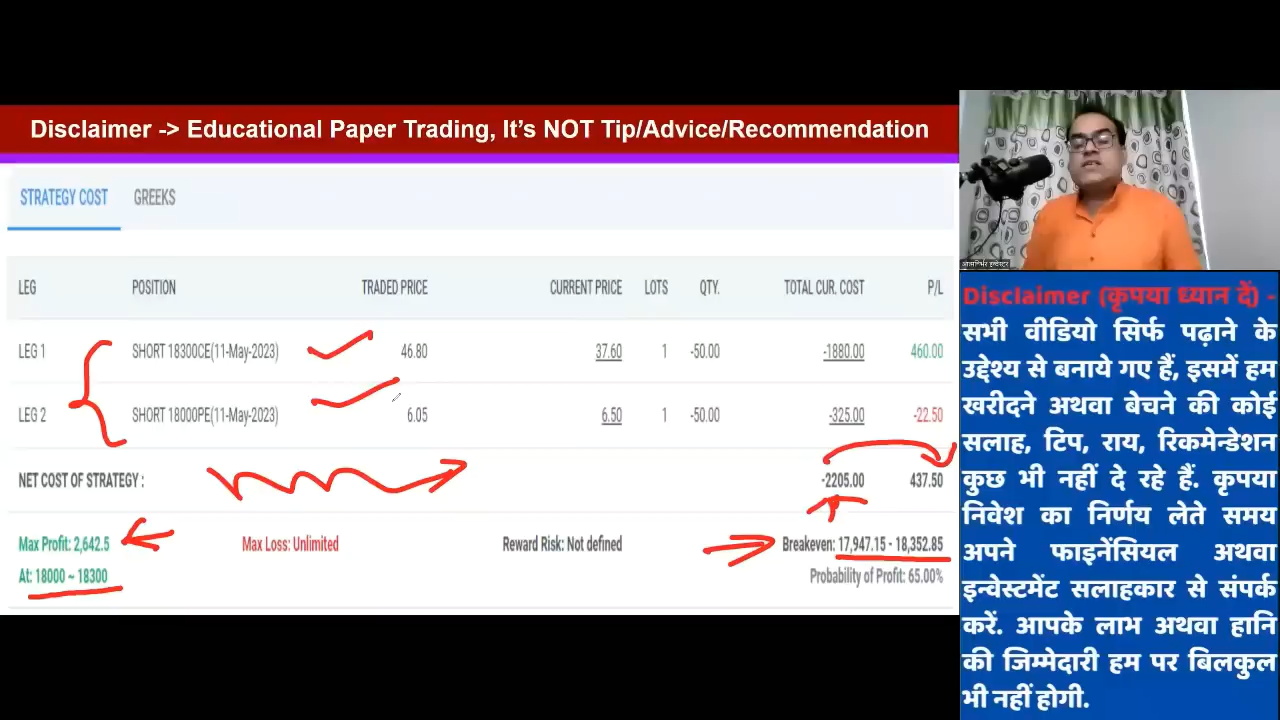 Disclaimer -> Educational Paper Trading, It's NOT Tip/Advice/Recommendation
STRATEGY COST GREEKS
LEG POSITION TRADED PRICE CURRENT PRICE LOTS QTY. TOTAL CUR. COST P/L
LEG 1 SHORT 18300CE(11-May-2023) 46.80 37.60 1 -50.00 -1880.00 460.00
LEG 2 SHORT 18000PE(11-May-2023) 6.05 6.50 1 -50.00 -325.00 -22.50
NET COST OF STRATEGY : -2205.00 437.50
Max Profit: 2,642.5 Max Loss: Unlimited Reward Risk: Not defined Breakeven: 17,947.15 - 18,352.85
At: 18000 ~ 18300 Probability of Profit: 65.00%
आत्मनिर्भर इन्वेस्टर
Disclaimer (कृपया ध्यान दें) -
सभी वीडियो सिर्फ पढ़ाने के
उद्देश्य से बनाये गए हैं, इसमें हम
खरीदने अथवा बेचने की कोई
सलाह, टिप, राय, रिकमेन्डेशन
कुछ भी नहीं दे रहे हैं. कृपया
निवेश का निर्णय लेते समय
अपने फाइनेंसियल अथवा
इन्वेस्टमेंट सलाहकार से संपर्क
करें. आपके लाभ अथवा हानि
की जिम्मेदारी हम पर बिलकुल
भी नहीं होगी.